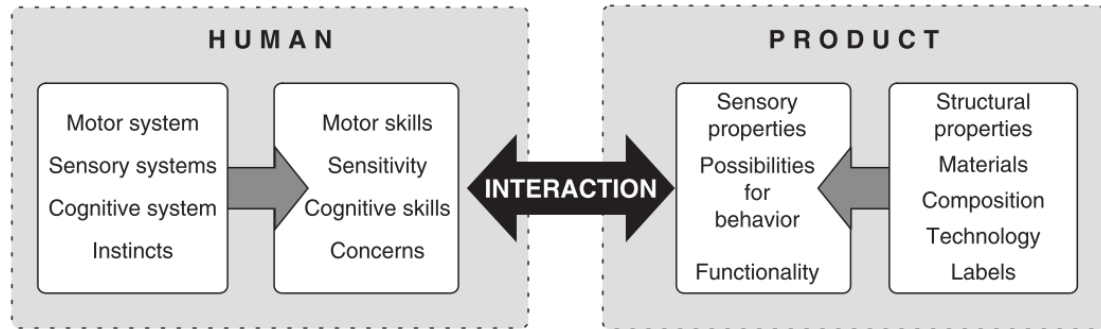 HUMAN
Motor system
Sensory systems
Cognitive system
Instincts
Motor skills
Sensitivity
Cognitive skills
Concerns
INTERACTION
PRODUCT
Sensory
properties
Possibilities
for
behavior
Functionality
Structural
properties
Materials
Composition
Technology
Labels